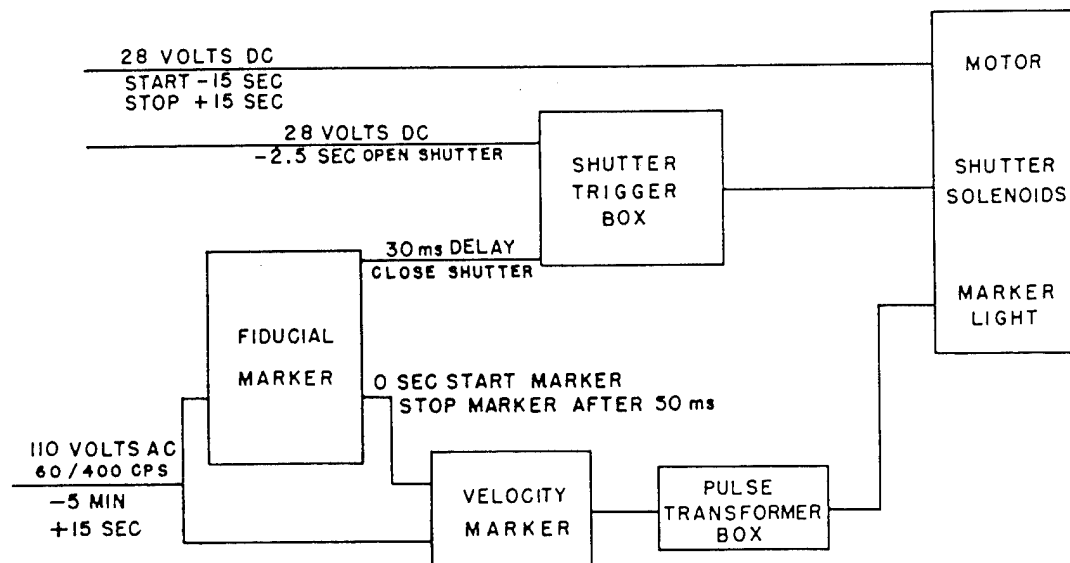 28 VOLTS DC
START -15 SEC
STOP +15 SEC
MOTOR
28 VOLTS DC
-2.5 SEC OPEN SHUTTER
SHUTTER
TRIGGER
BOX
SHUTTER
SOLENOIDS
30 ms DELAY
CLOSE SHUTTER
MARKER
LIGHT
FIDUCIAL
MARKER
0 SEC START MARKER
STOP MARKER AFTER 50 ms
110 VOLTS AC
60 / 400 CPS
-5 MIN
+15 SEC
VELOCITY
MARKER
PULSE
TRANSFORMER
BOX